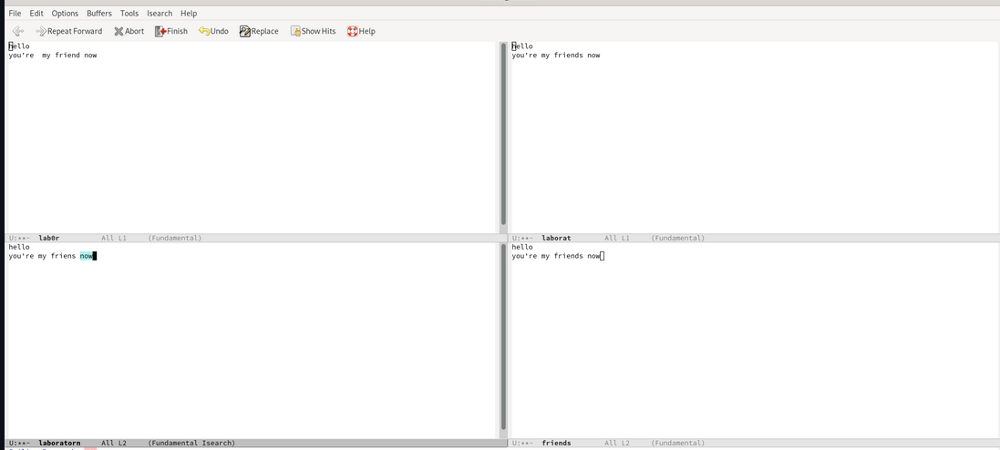 File Edit Options Buffers Tools Isearch Help
Repeat Forward Abort Finish Undo Replace Show Hits Help
hello
you're  my friend now
U:**- lab0r All L1 (Fundamental)
hello
you're my friends now
U:**- laborat All L1 (Fundamental)
hello
you're my friens now
U:**- laboratorn All L2 (Fundamental Isearch)
hello
you're my friends now
U:**- friends All L2 (Fundamental)